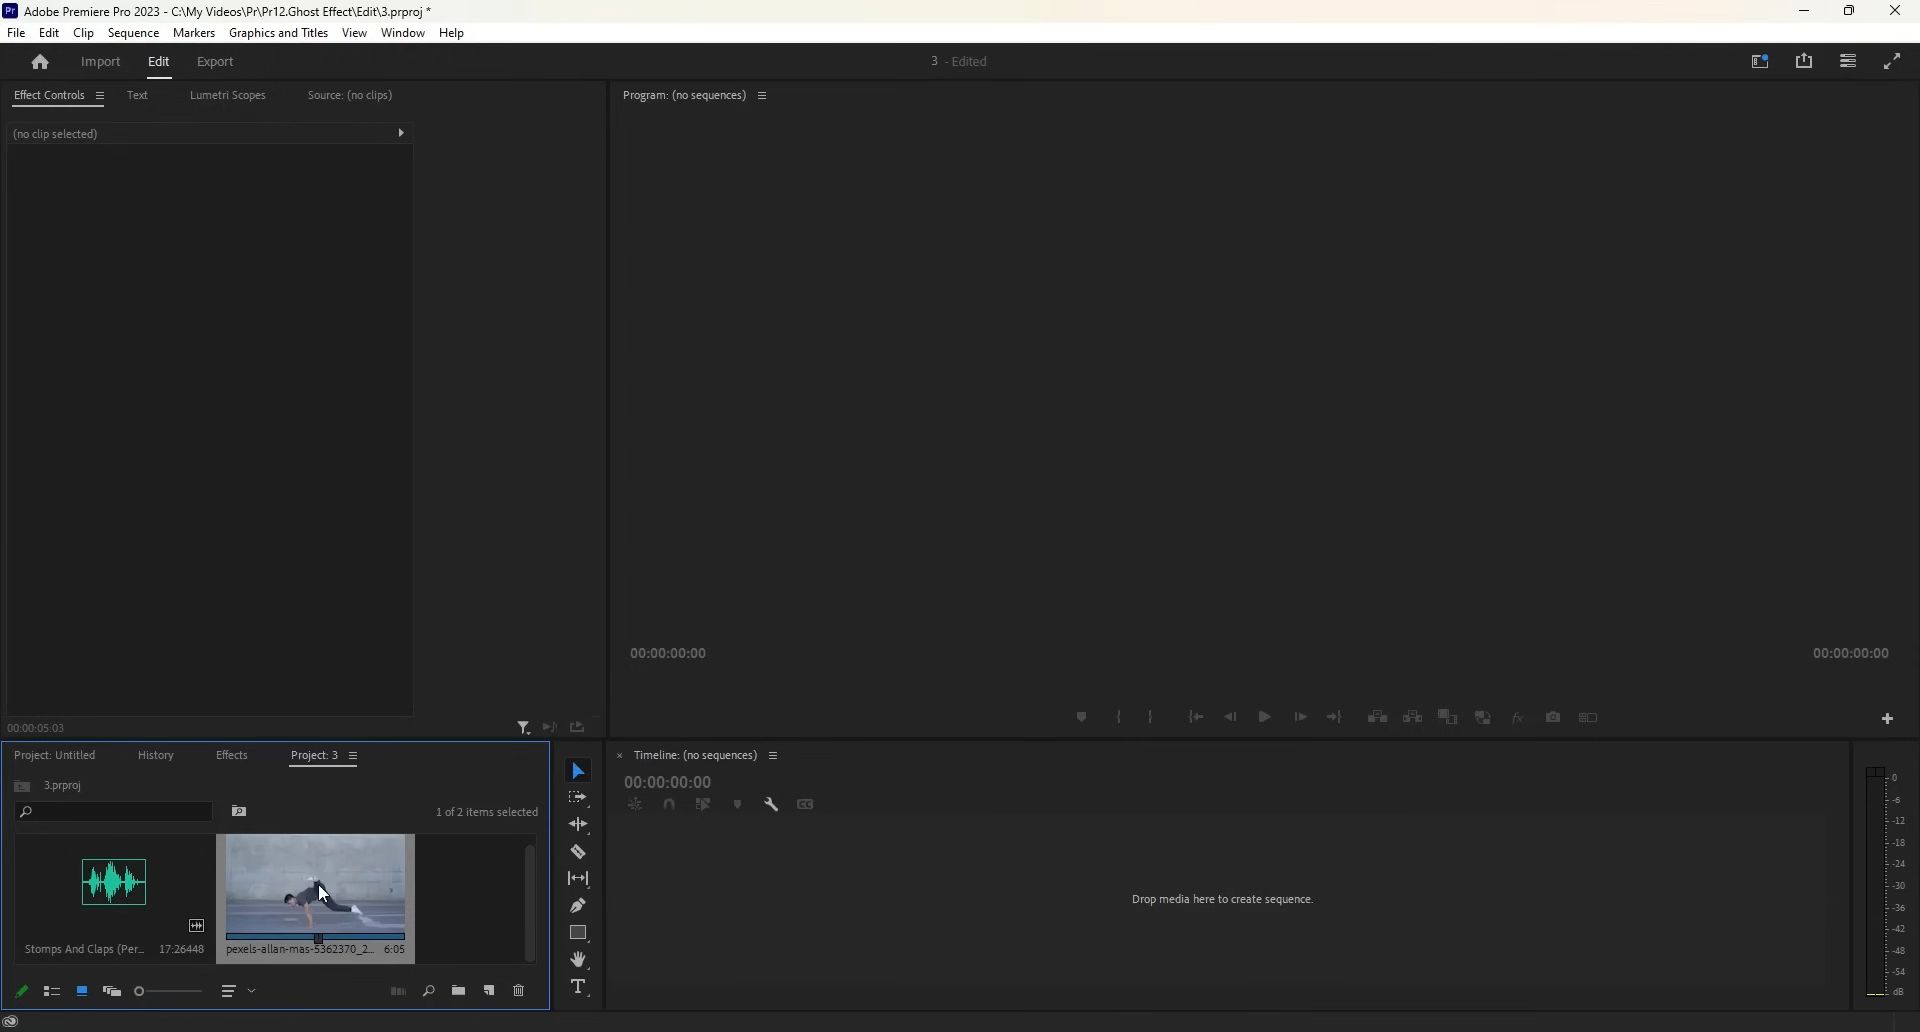 Pr Adobe Premiere Pro 2023 - C:\My Videos\Pr\Pr12.Ghost Effect\Edit\3.prproj *
File Edit Clip Sequence Markers Graphics and Titles View Window Help
Import Edit Export 3 - Edited
Effect Controls Text Lumetri Scopes Source: (no clips)
Program: (no sequences)
(no clip selected)
00:00:00:00 00:00:00:00
fx
00:00:05:03
Project: Untitled History Effects Project: 3
3.prproj
1 of 2 items selected
Stomps And Claps (Per... 17:26448
pexels-allan-mas-5362370_2... 6:05
T
× Timeline: (no sequences)
00:00:00:00
CC
Drop media here to create sequence.
0
-6
-12
-18
-24
-30
-36
-42
-48
-54
dB